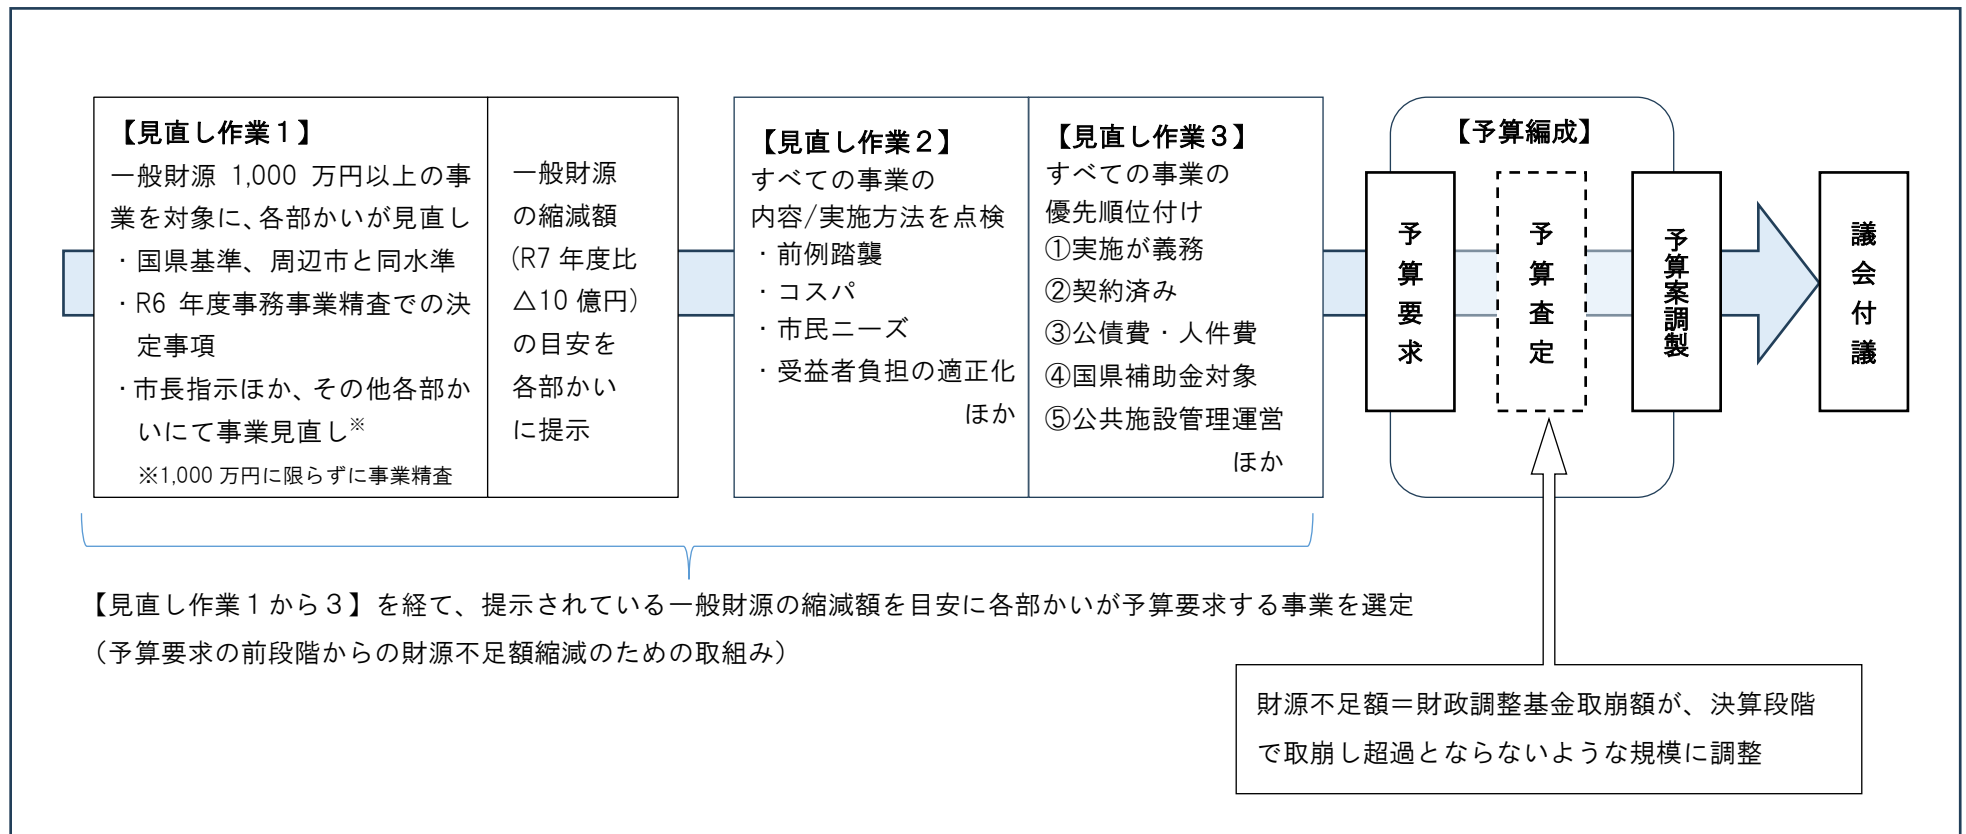 【見直し作業１】
一般財源 1,000 万円以上の事
業を対象に、各部かいが見直し
・国県基準、周辺市と同水準
・R6 年度事務事業精査での決
定事項
・市長指示ほか、その他各部か
いにて事業見直し※
※1,000 万円に限らずに事業精査
一般財源
の縮減額
(R7 年度比
△10 億円)
の目安を
各部かい
に提示
【見直し作業２】
すべての事業の
内容/実施方法を点検
・前例踏襲
・コスパ
・市民ニーズ
・受益者負担の適正化
ほか
【見直し作業３】
すべての事業の
優先順位付け
①実施が義務
②契約済み
③公債費・人件費
④国県補助金対象
⑤公共施設管理運営
ほか
【予算編成】
予算要求
予算査定
予算案調製
議会付議
【見直し作業１から３】を経て、提示されている一般財源の縮減額を目安に各部かいが予算要求する事業を選定
（予算要求の前段階からの財源不足額縮減のための取組み）
財源不足額＝財政調整基金取崩額が、決算段階
で取崩し超過とならないような規模に調整